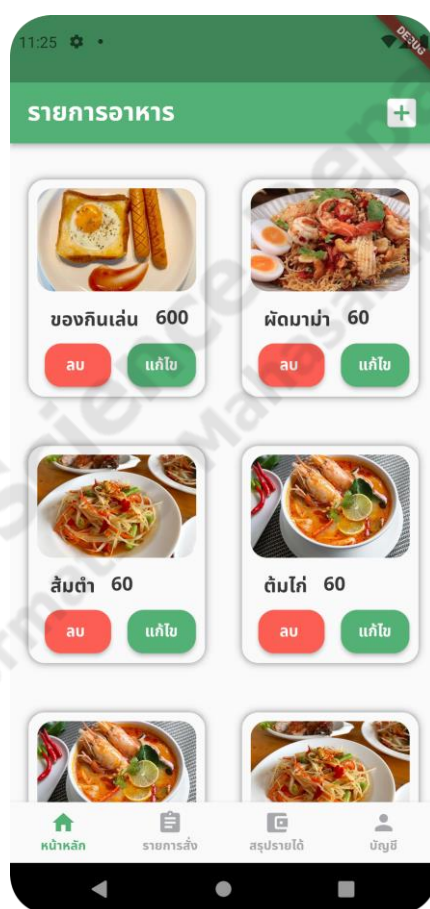 11:25
DEBUG
รายการอาหาร
ของกินเล่น 600
ผัดมาม่า 60
ลบ
แก้ไข
ลบ
แก้ไข
ส้มตำ 60
ต้มไก่ 60
ลบ
แก้ไข
ลบ
แก้ไข
หน้าหลัก
รายการสั่ง
สรุปรายได้
บัญชี